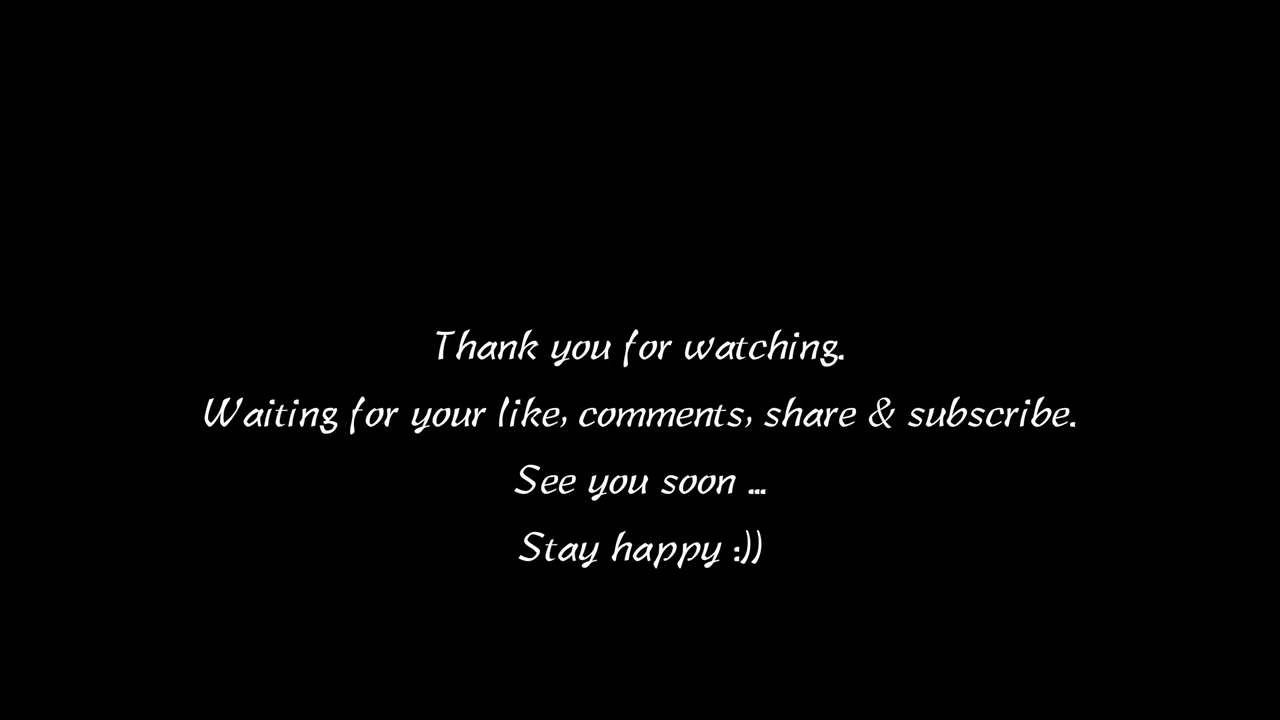 Thank you for watching.
Waiting for your like, comments, share & subscribe.
See you soon ...
Stay happy :))